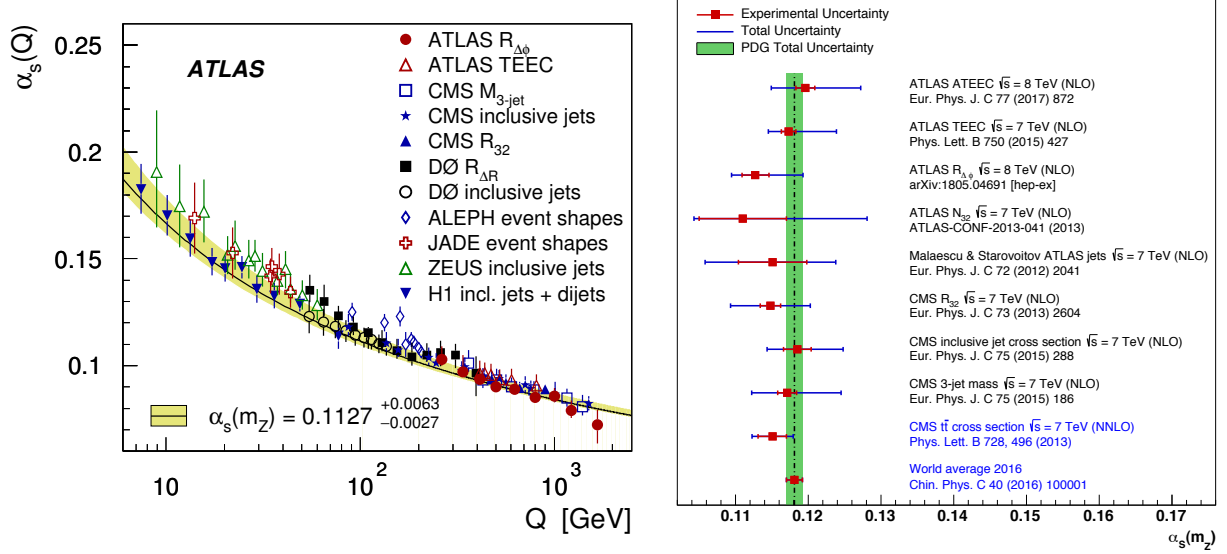 α_s(Q)
0.25
0.2
0.15
0.1
ATLAS
ATLAS R_Δφ
ATLAS TEEC
CMS M_3-jet
CMS inclusive jets
CMS R_32
DØ R_ΔR
DØ inclusive jets
ALEPH event shapes
JADE event shapes
ZEUS inclusive jets
H1 incl. jets + dijets
α_s(m_Z) = 0.1127 +0.0063 −0.0027
10
10^2
10^3
Q [GeV]
Experimental Uncertainty
Total Uncertainty
PDG Total Uncertainty
ATLAS ATEEC √s = 8 TeV (NLO)
Eur. Phys. J. C 77 (2017) 872
ATLAS TEEC √s = 7 TeV (NLO)
Phys. Lett. B 750 (2015) 427
ATLAS R_Δφ √s = 8 TeV (NLO)
arXiv:1805.04691 [hep-ex]
ATLAS N_32 √s = 7 TeV (NLO)
ATLAS-CONF-2013-041 (2013)
Malaescu & Starovoitov ATLAS jets √s = 7 TeV (NLO)
Eur. Phys. J. C 72 (2012) 2041
CMS R_32 √s = 7 TeV (NLO)
Eur. Phys. J. C 73 (2013) 2604
CMS inclusive jet cross section √s = 7 TeV (NLO)
Eur. Phys. J. C 75 (2015) 288
CMS 3-jet mass √s = 7 TeV (NLO)
Eur. Phys. J. C 75 (2015) 186
CMS tt̄ cross section √s = 7 TeV (NNLO)
Phys. Lett. B 728, 496 (2013)
World average 2016
Chin. Phys. C 40 (2016) 100001
0.11 0.12 0.13 0.14 0.15 0.16 0.17
α_s(m_Z)